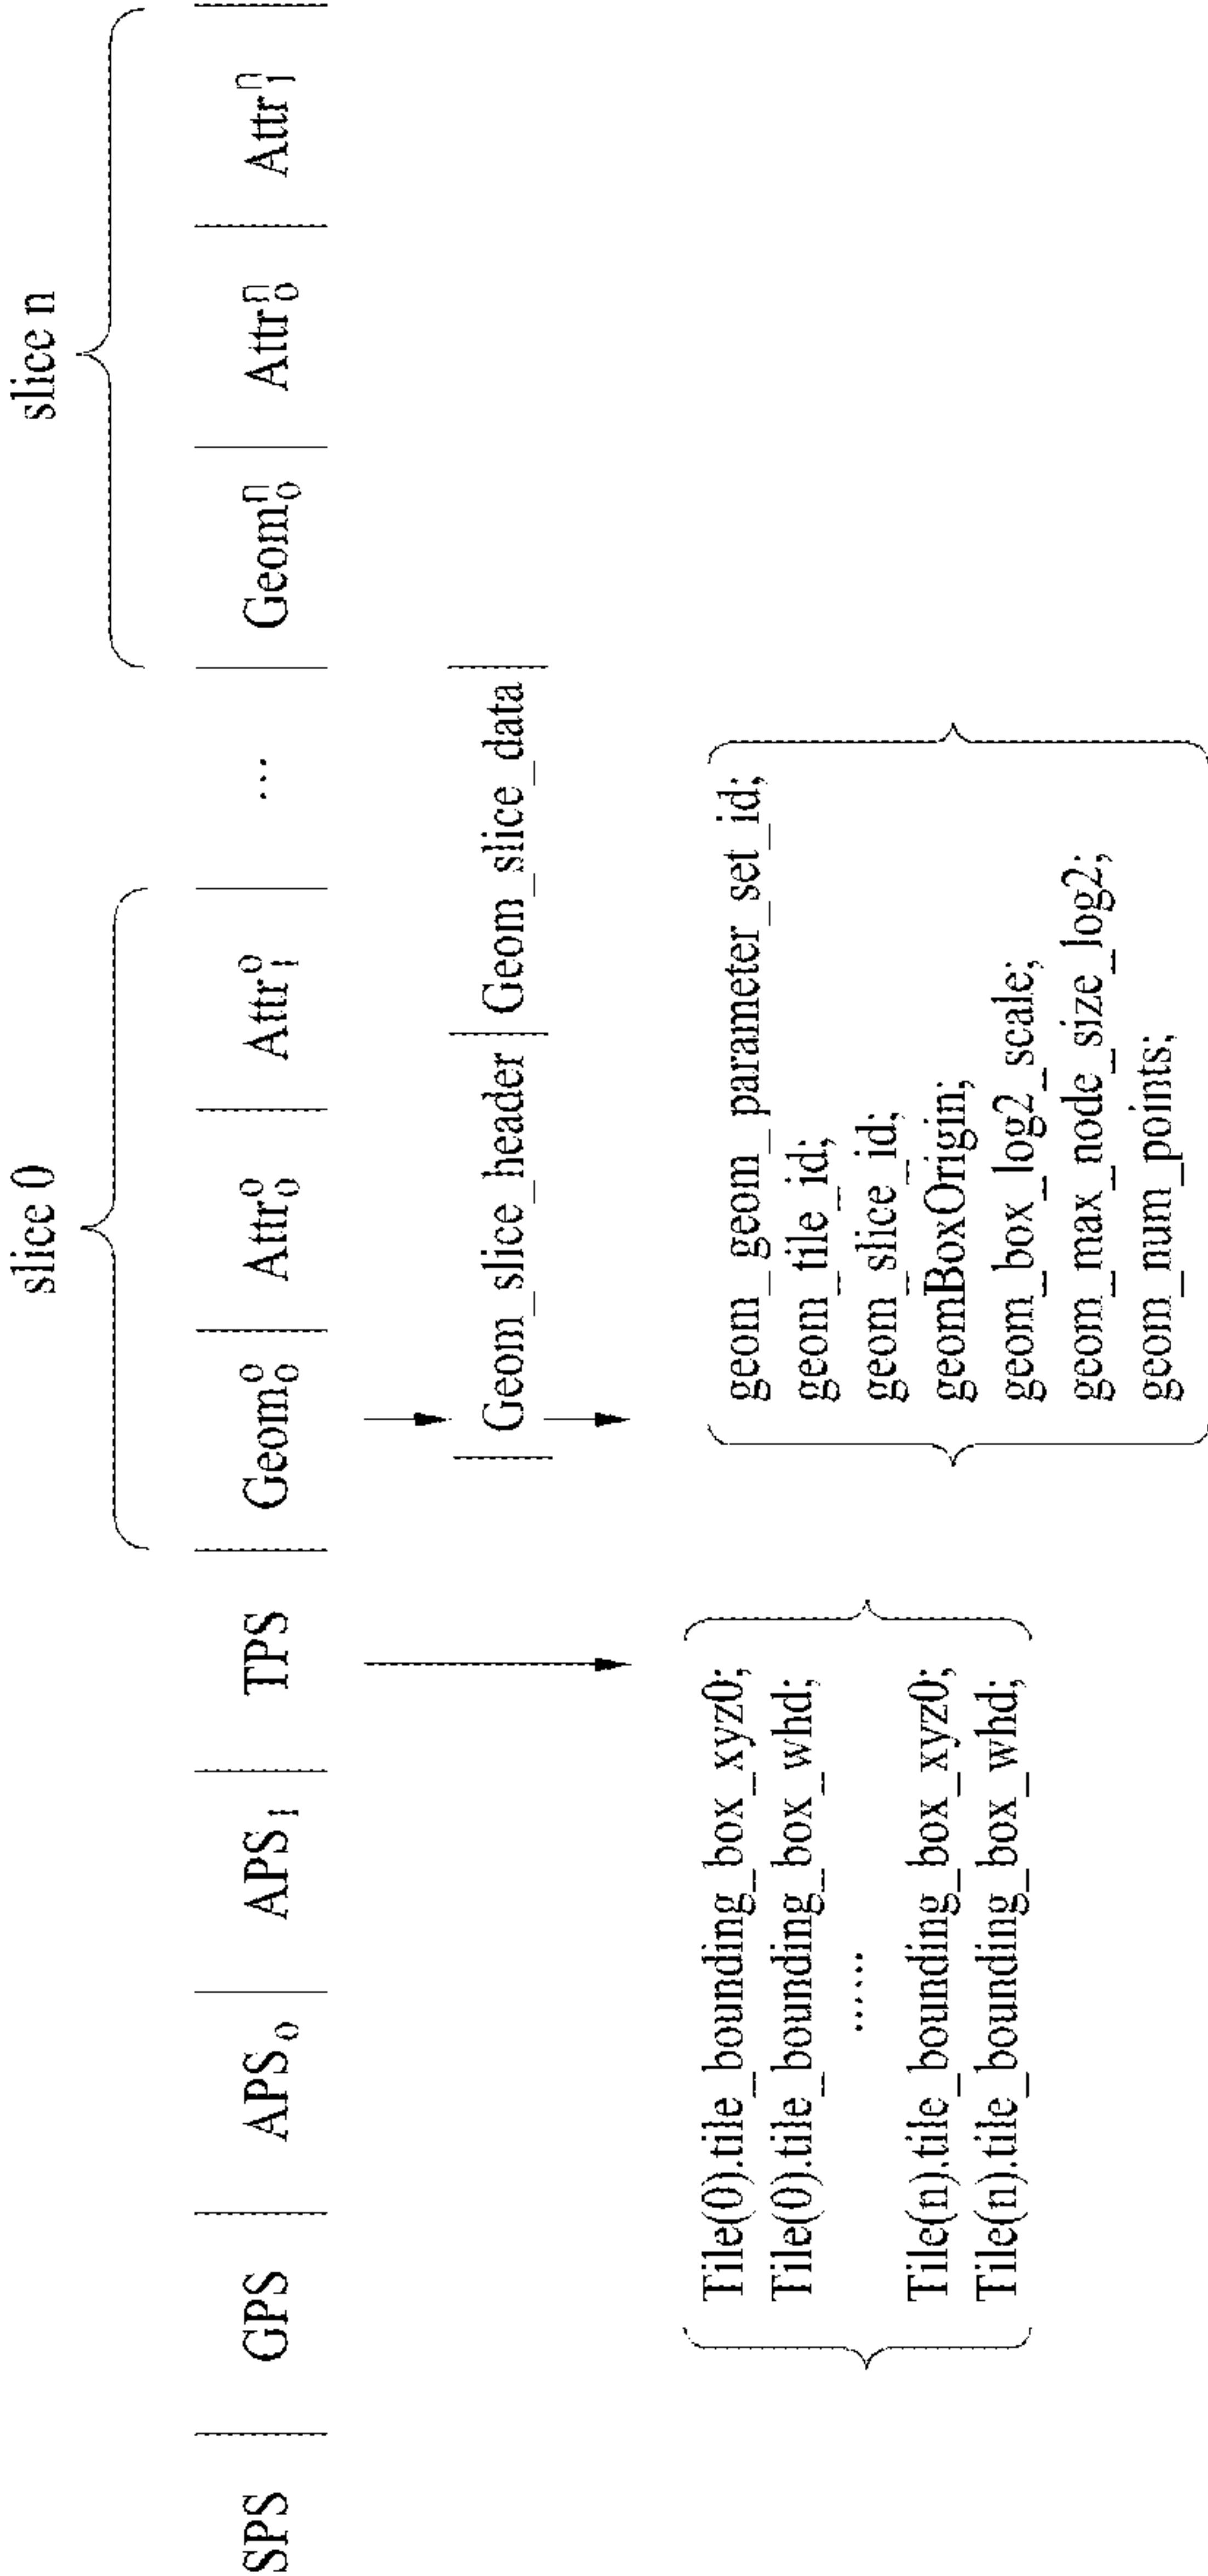 slice 0
slice n
SPS | GPS | APS₀ | APS₁ | TPS | Geom₀⁰ | Attr₀⁰ | Attr₁⁰ | ... | Geom₀ⁿ | Attr₀ⁿ | Attr₁ⁿ
Geom_slice_header | Geom_slice_data
Tile(0).tile_bounding_box_xyz0;
Tile(0).tile_bounding_box_whd;
......
Tile(n).tile_bounding_box_xyz0;
Tile(n).tile_bounding_box_whd;
geom_geom_parameter_set_id;
geom_tile_id;
geom_slice_id;
geomBoxOrigin;
geom_box_log2_scale;
geom_max_node_size_log2;
geom_num_points;